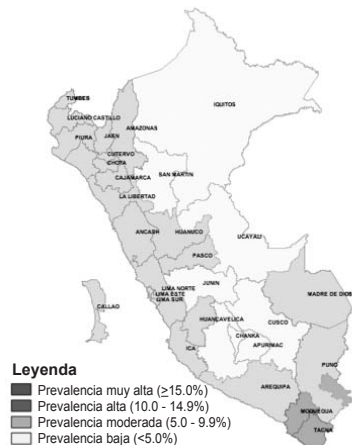 TUMBES
IQUITOS
LUCIANO CASTILLO
AMAZONAS
PIURA
JAEN
CUTERVO
CHOTA
SAN MARTIN
CAJAMARCA
LA LIBERTAD
ANCASH
HUANUCO
UCAYALI
PASCO
LIMA NORTE
JUNIN
LIMA ESTE
MADRE DE DIOS
CALLAO
LIMA SUR
HUANCAVELICA
CUSCO
CHANKA
APURIMAC
ICA
PUNO
AREQUIPA
MOQUEGUA
TACNA
Leyenda
Prevalencia muy alta (≥15.0%)
Prevalencia alta (10.0 - 14.9%)
Prevalencia moderada (5.0 - 9.9%)
Prevalencia baja (<5.0%)